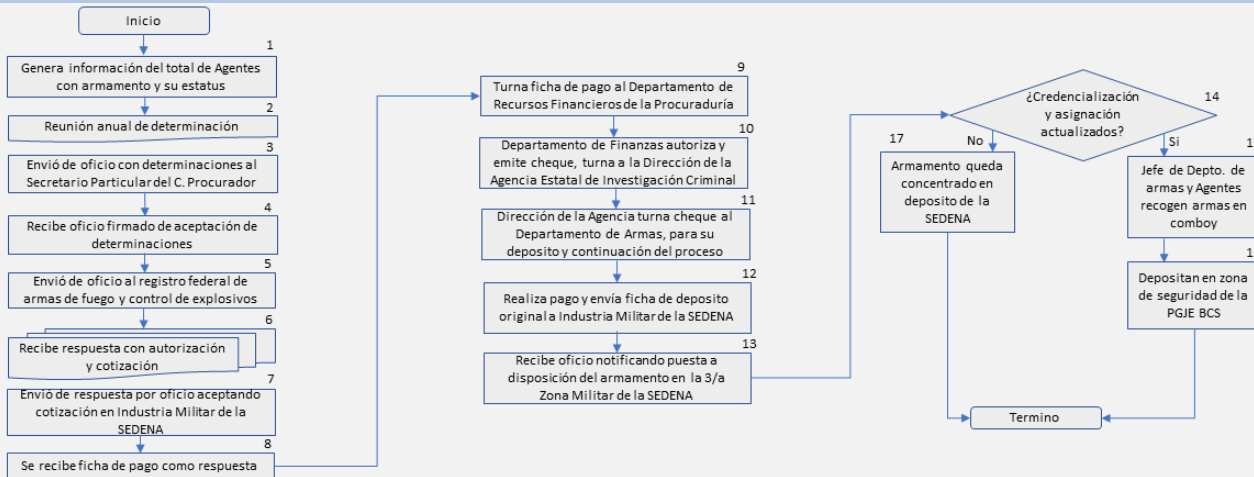 Inicio
1
Genera información del total de Agentes
con armamento y su estatus
2
Reunión anual de determinación
3
Envió de oficio con determinaciones al
Secretario Particular del C. Procurador
4
Recibe oficio firmado de aceptación de
determinaciones
5
Envió de oficio al registro federal de
armas de fuego y control de explosivos
6
Recibe respuesta con autorización
y cotización
7
Envió de respuesta por oficio aceptando
cotización en Industria Militar de la
SEDENA
8
Se recibe ficha de pago como respuesta
9
Turna ficha de pago al Departamento de
Recursos Financieros de la Procuraduría
10
Departamento de Finanzas autoriza y
emite cheque, turna a la Dirección de la
Agencia Estatal de Investigación Criminal
11
Dirección de la Agencia turna cheque al
Departamento de Armas, para su
deposito y continuación del proceso
12
Realiza pago y envía ficha de deposito
original a Industria Militar de la SEDENA
13
Recibe oficio notificando puesta a
disposición del armamento en la 3/a
Zona Militar de la SEDENA
14
¿Credencialización
y asignación
actualizados?
No
Si
17
Armamento queda
concentrado en
deposito de la
SEDENA
Jefe de Depto. de
armas y Agentes
recogen armas en
comboy
Depositan en zona
de seguridad de la
PGJE BCS
Termino